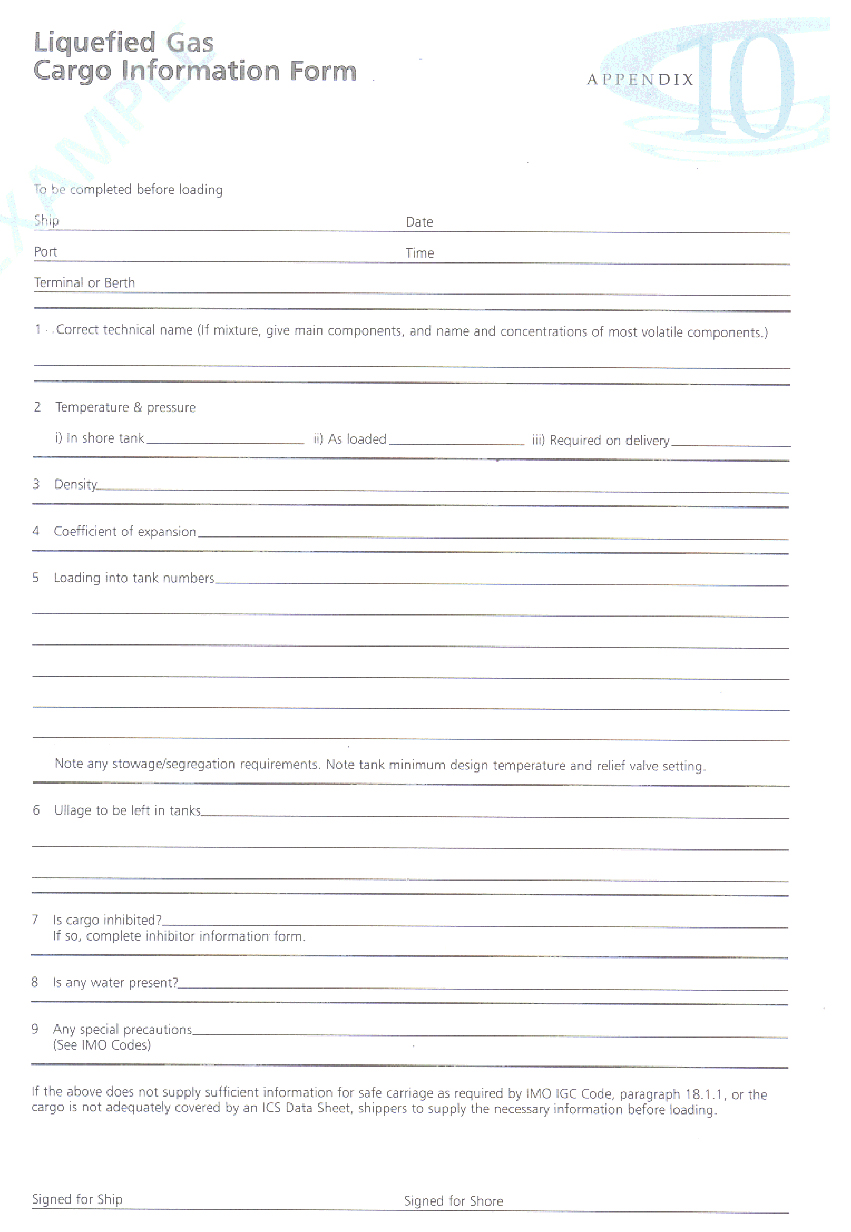 Liquefied Gas
Cargo Information Form
APPENDIX 10
EXAMPLE
To be completed before loading
Ship Date
Port Time
Terminal or Berth
1 Correct technical name (If mixture, give main components, and name and concentrations of most volatile components.)
2 Temperature & pressure
i) In shore tank ii) As loaded iii) Required on delivery
3 Density
4 Coefficient of expansion
5 Loading into tank numbers
Note any stowage/segregation requirements. Note tank minimum design temperature and relief valve setting.
6 Ullage to be left in tanks
7 Is cargo inhibited?
If so, complete inhibitor information form.
8 Is any water present?
9 Any special precautions
(See IMO Codes)
If the above does not supply sufficient information for safe carriage as required by IMO IGC Code, paragraph 18.1.1, or the
cargo is not adequately covered by an ICS Data Sheet, shippers to supply the necessary information before loading.
Signed for Ship Signed for Shore